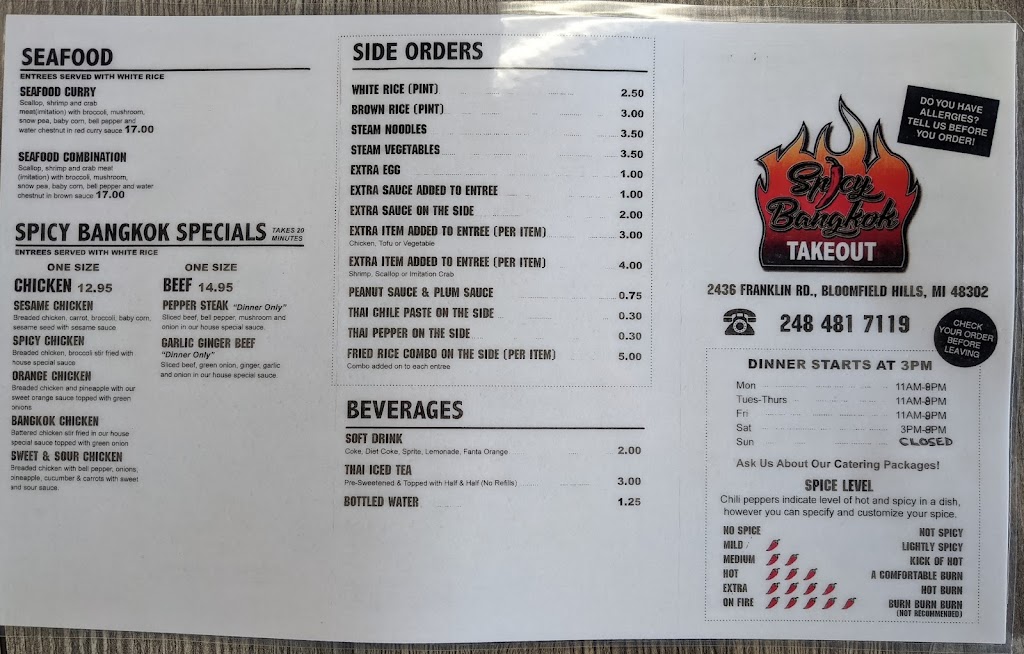 SEAFOOD
ENTREES SERVED WITH WHITE RICE
SEAFOOD CURRY
Scallop, shrimp and crab
meat(imitation) with broccoli, mushroom,
snow pea, baby corn, bell pepper and
water chestnut in red curry sauce 17.00
SEAFOOD COMBINATION
Scallop, shrimp and crab meat
(imitation) with broccoli, mushroom,
snow pea, baby corn, bell pepper and water
chestnut in brown sauce 17.00
SPICY BANGKOK SPECIALS TAKES 20 MINUTES
ENTREES SERVED WITH WHITE RICE
ONE SIZE
CHICKEN 12.95
SESAME CHICKEN
Breaded chicken, carrot, broccoli, baby corn,
sesame seed with sesame sauce
SPICY CHICKEN
Breaded chicken, broccoli stir fried with
house special sauce
ORANGE CHICKEN
Breaded chicken and pineapple with our
sweet orange sauce topped with green
onions
BANGKOK CHICKEN
Battered chicken stir fried in our house
special sauce topped with green onion
SWEET & SOUR CHICKEN
Breaded chicken with bell pepper, onions,
pineapple, cucumber & carrots with sweet
and sour sauce.
ONE SIZE
BEEF 14.95
PEPPER STEAK "Dinner Only"
Sliced beef, bell pepper, mushroom and
onion in our house special sauce.
GARLIC GINGER BEEF
"Dinner Only"
Sliced beef, green onion, ginger, garlic
and onion in our house special sauce.
SIDE ORDERS
WHITE RICE (PINT) 2.50
BROWN RICE (PINT) 3.00
STEAM NOODLES 3.50
STEAM VEGETABLES 3.50
EXTRA EGG 1.00
EXTRA SAUCE ADDED TO ENTREE 1.00
EXTRA SAUCE ON THE SIDE 2.00
EXTRA ITEM ADDED TO ENTREE (PER ITEM) 3.00
Chicken, Tofu or Vegetable
EXTRA ITEM ADDED TO ENTREE (PER ITEM) 4.00
Shrimp, Scallop or Imitation Crab
PEANUT SAUCE & PLUM SAUCE 0.75
THAI CHILE PASTE ON THE SIDE 0.30
THAI PEPPER ON THE SIDE 0.30
FRIED RICE COMBO ON THE SIDE (PER ITEM) 5.00
Combo added on to each entree
BEVERAGES
SOFT DRINK
Coke, Diet Coke, Sprite, Lemonade, Fanta Orange 2.00
THAI ICED TEA
Pre-Sweetened & Topped with Half & Half (No Refills) 3.00
BOTTLED WATER 1.25
DO YOU HAVE
ALLERGIES?
TELL US BEFORE
YOU ORDER!
Spicy
Bangkok
TAKEOUT
2436 FRANKLIN RD., BLOOMFIELD HILLS, MI 48302
248 481 7119
CHECK
YOUR ORDER
BEFORE
LEAVING
DINNER STARTS AT 3PM
Mon 11AM-8PM
Tues-Thurs 11AM-8PM
Fri 11AM-8PM
Sat 3PM-8PM
Sun CLOSED
Ask Us About Our Catering Packages!
SPICE LEVEL
Chili peppers indicate level of hot and spicy in a dish,
however you can specify and customize your spice.
NO SPICE NOT SPICY
MILD LIGHTLY SPICY
MEDIUM KICK OF HOT
HOT A COMFORTABLE BURN
EXTRA HOT BURN
ON FIRE BURN BURN BURN
(NOT RECOMMENDED)